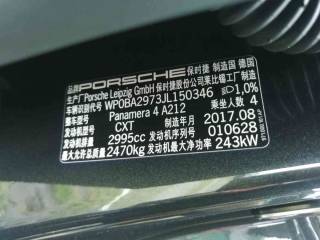 品牌 PORSCHE 保时捷 制造国 德国
生产厂 Porsche Leipzig GmbH 保时捷股份公司莱比锡工厂制造
车辆识别代号 WP0BA2973JL150346 1,0%
车辆型号 Panamera 4 A212 乘坐人数 4
发动机型号 CXT 制造年月 2017.08
发动机排量 2995cc 发动机序号 010628
最大允许总质量 2470kg 发动机最大净功率 243kW